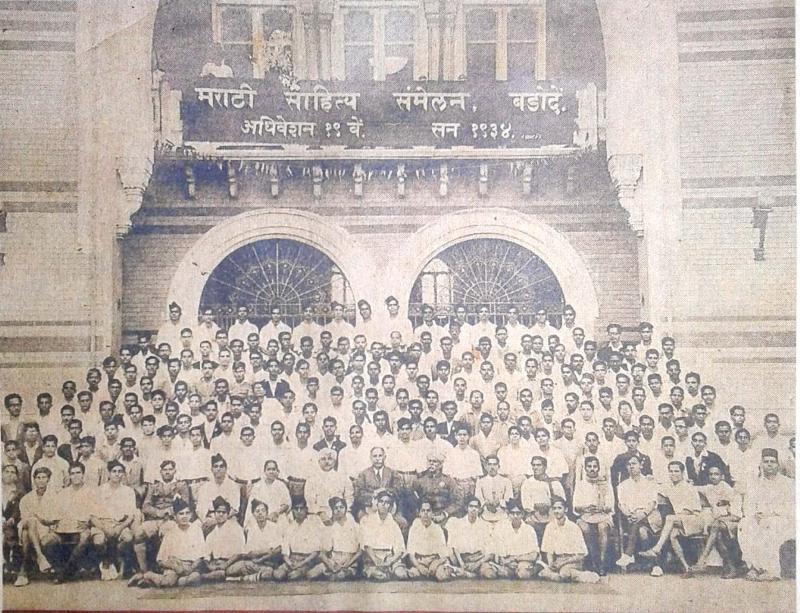 मराठी साहित्य संमेलन, बडोदें.
अधिवेशन १९ वें. सन १९३४.